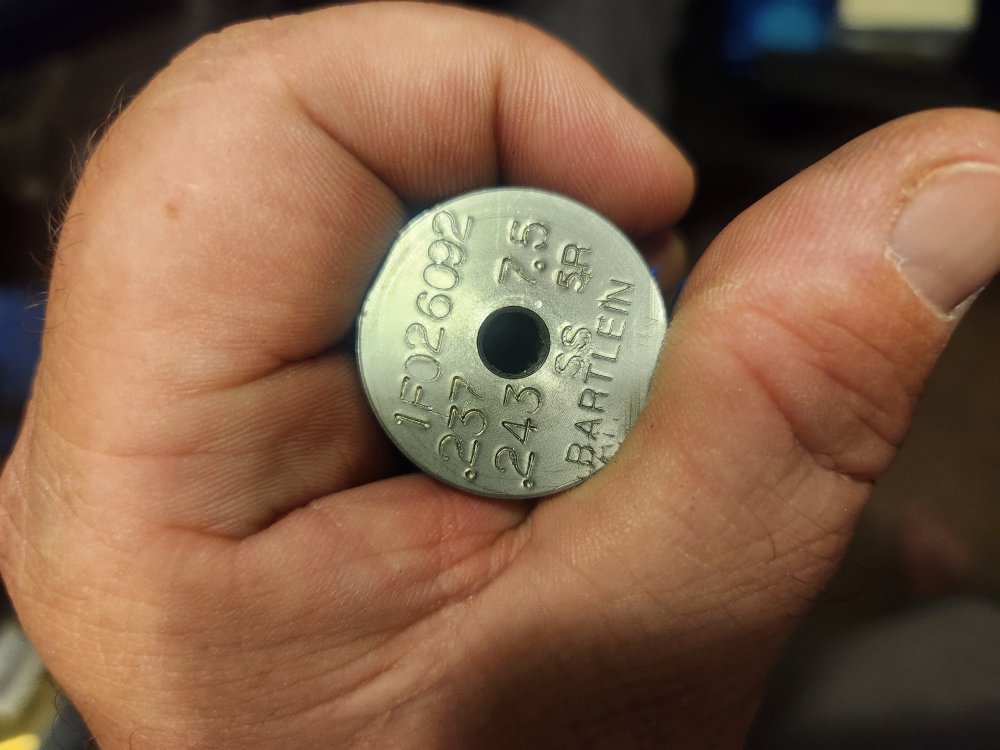 1F026092
.237
.243 7.5
SS 5R
BARTLEIN